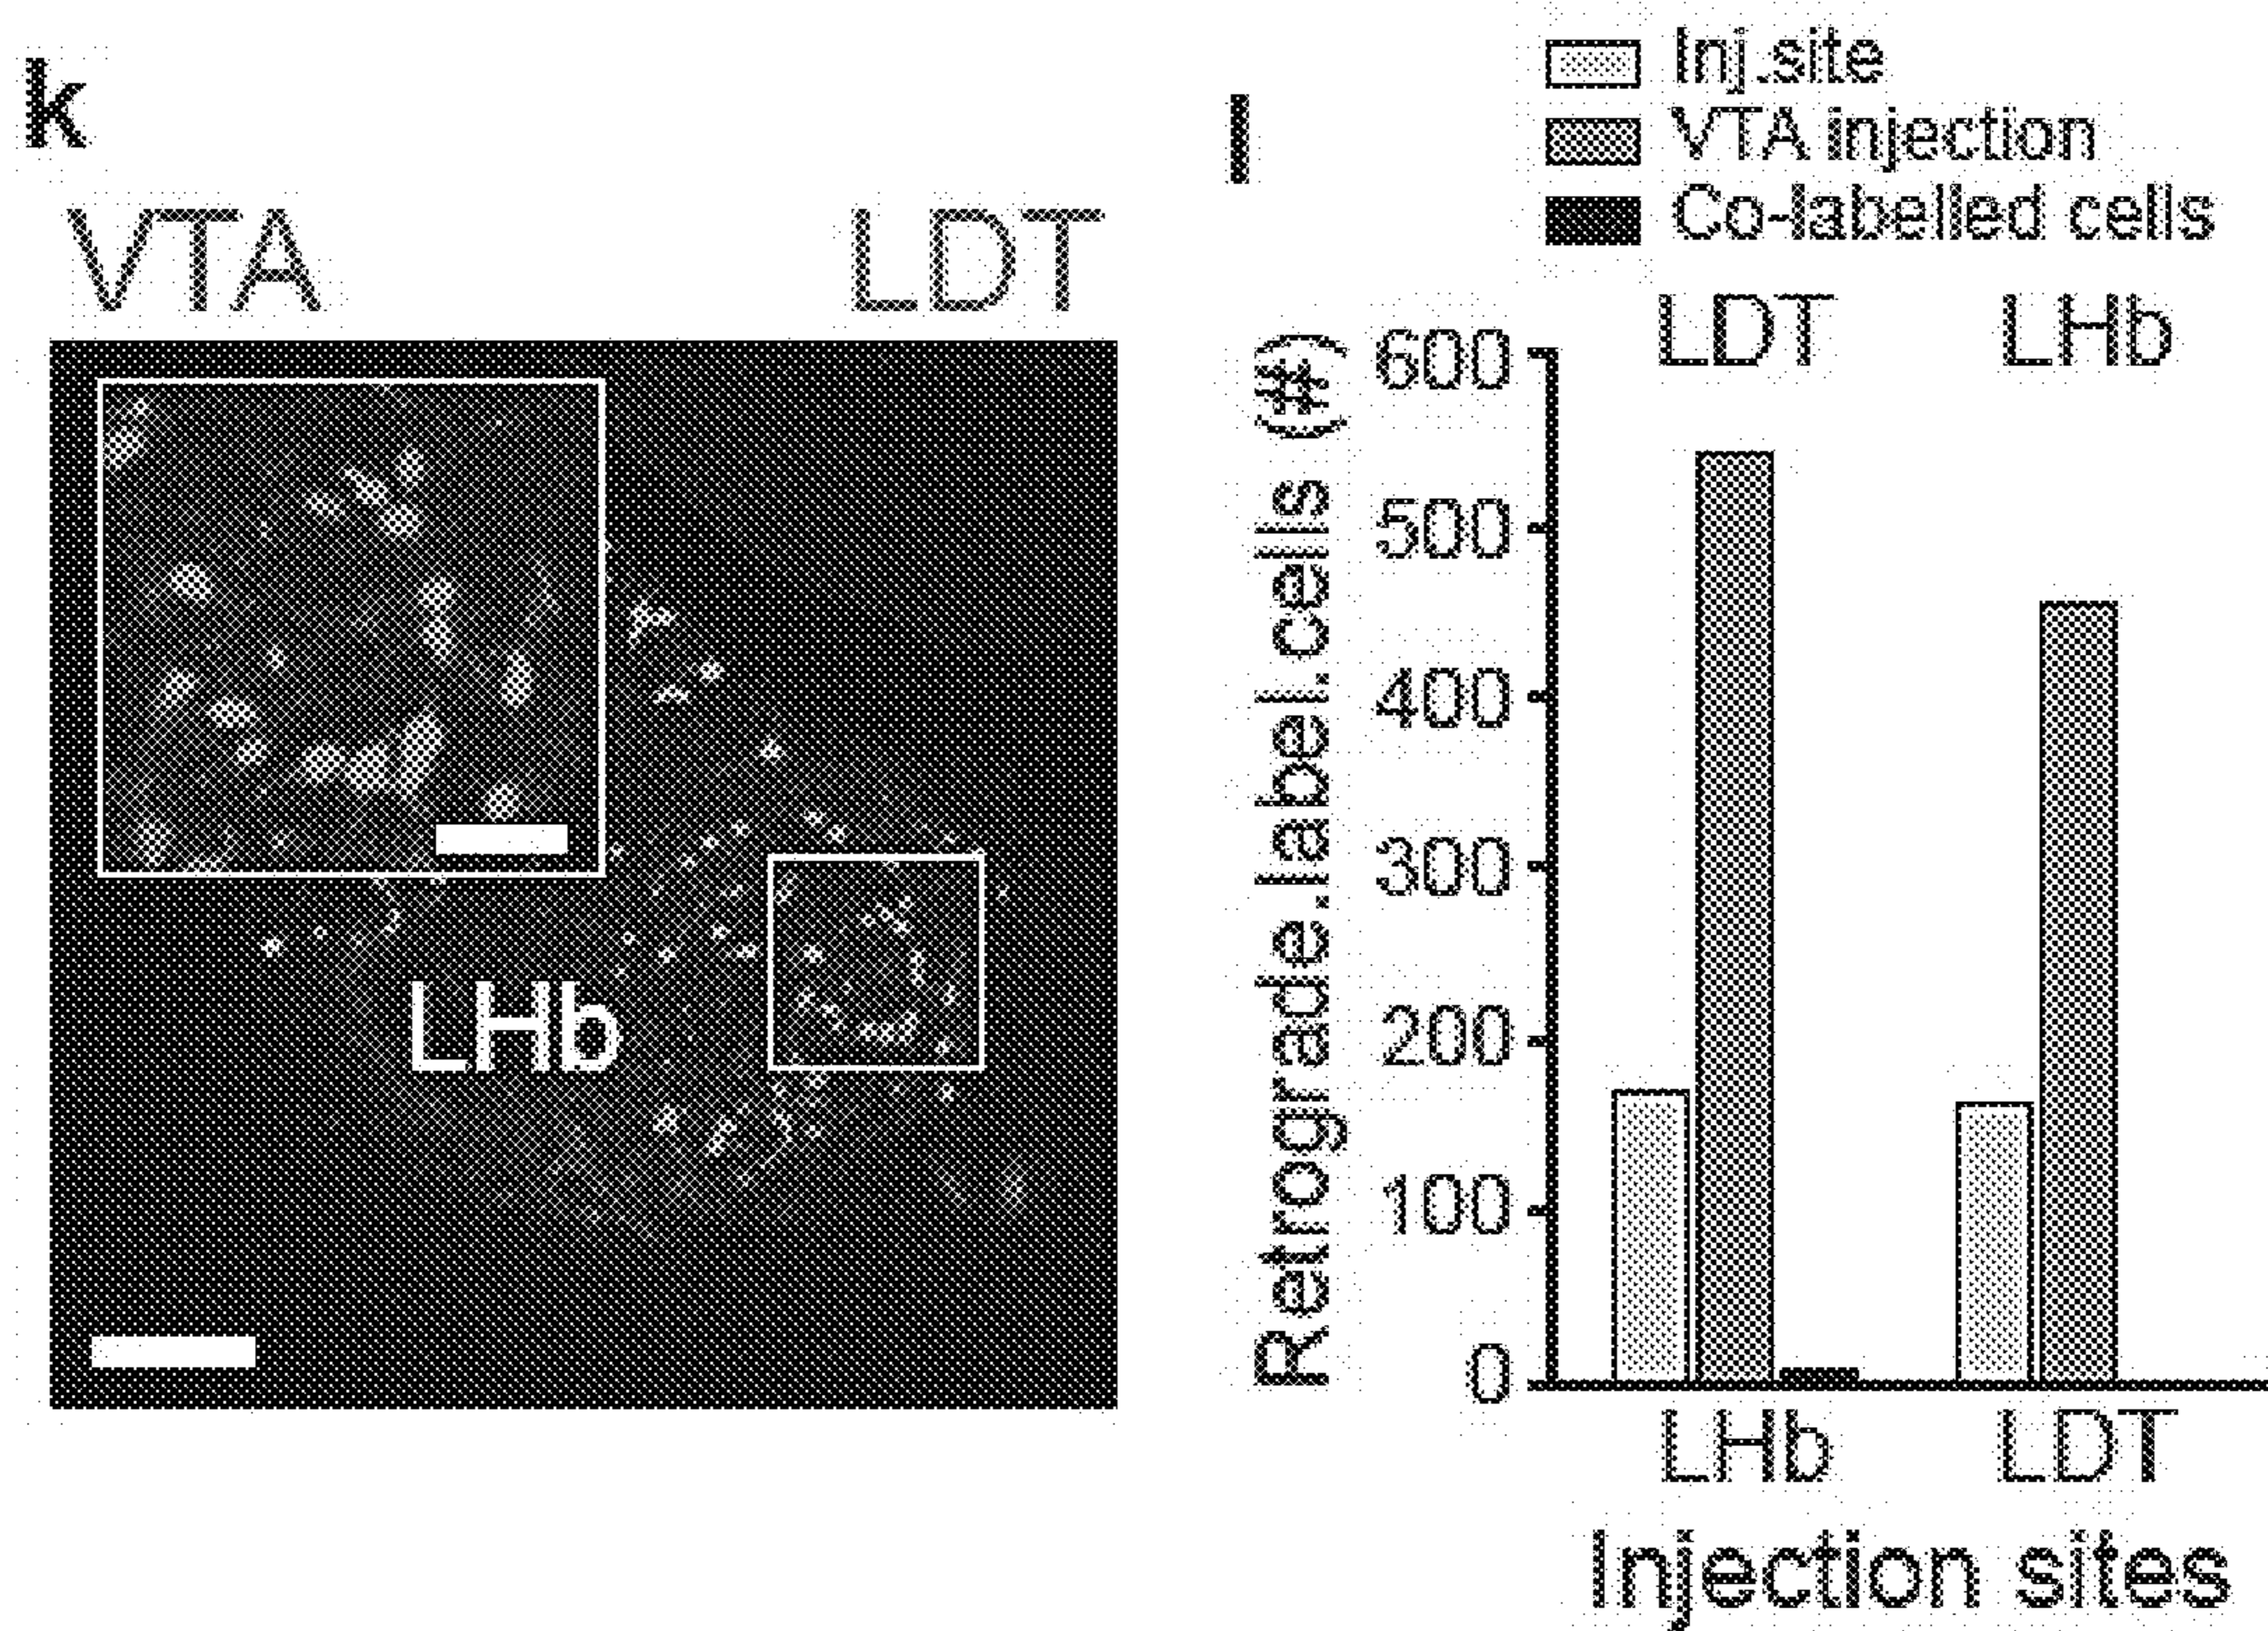 k
VTA LDT
LHb
l
Inj.site
VTA injection
Co-labelled cells
LDT LHb
Retrograde.label.cells (#)
600
500
400
300
200
100
0
LHb LDT
Injection sites